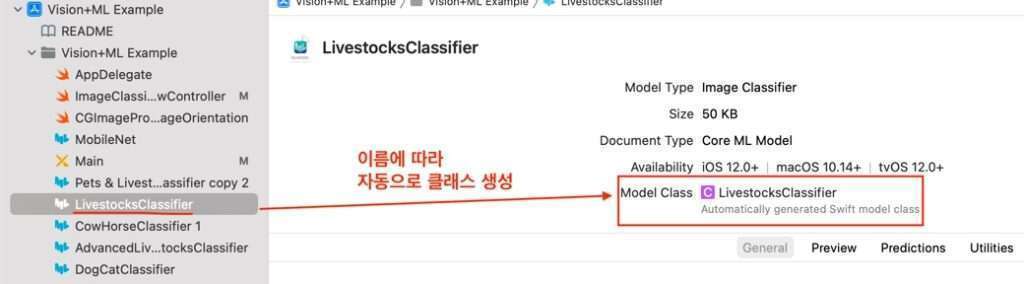 Vision+ML Example
README
Vision+ML Example
AppDelegate
ImageClassi...wController M
CGImagePro...ageOrientation
MobileNet
Main M
Pets & Livest...assifier copy 2
LivestocksClassifier
CowHorseClassifier 1
AdvancedLiv...tocksClassifier
DogCatClassifier
Vision+ML Example 〉 Vision+ML Example 〉 LivestocksClassifier
LivestocksClassifier
Model Type Image Classifier
Size 50 KB
Document Type Core ML Model
Availability iOS 12.0+ | macOS 10.14+ | tvOS 12.0+
이름에 따라
자동으로 클래스 생성
Model Class C LivestocksClassifier
Automatically generated Swift model class
General Preview Predictions Utilities